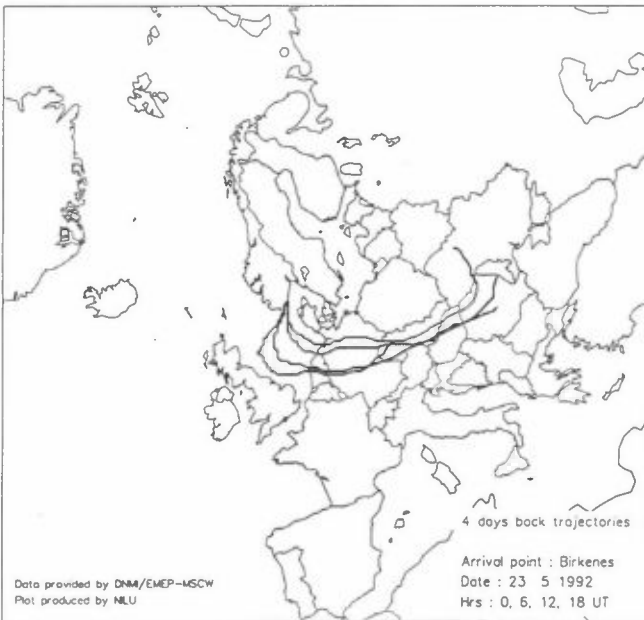 4 days back trajectories
Arrival point : Birkenes
Date : 23 5 1992
Hrs : 0, 6, 12, 18 UT
Data provided by DNMI/EMEP-MSCW
Plot produced by NILU